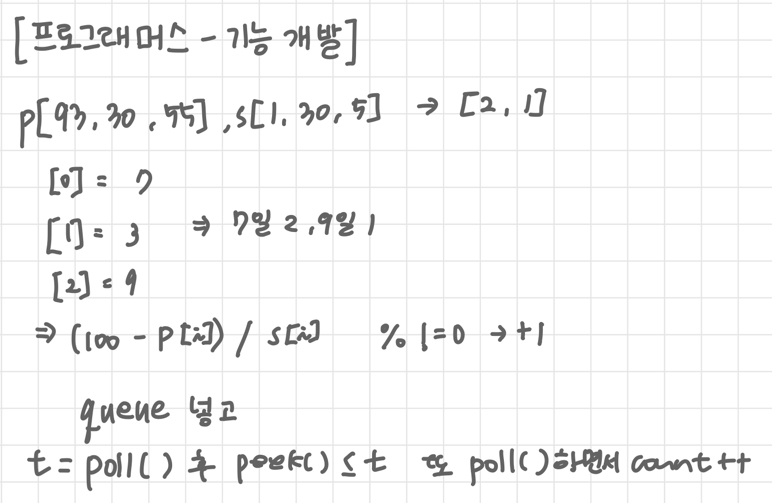 [프로그래머스 - 기능 개발]
p[93, 30, 55], s[1, 30, 5] → [2, 1]
[0] = 7
[1] = 3 ⇒ 7일 2, 9일 1
[2] = 9
⇒ (100 - p[i]) / s[i] % != 0 → +1
queue 넣고
t = poll() 후 peek() ≤ t 또 poll()하면서 count++